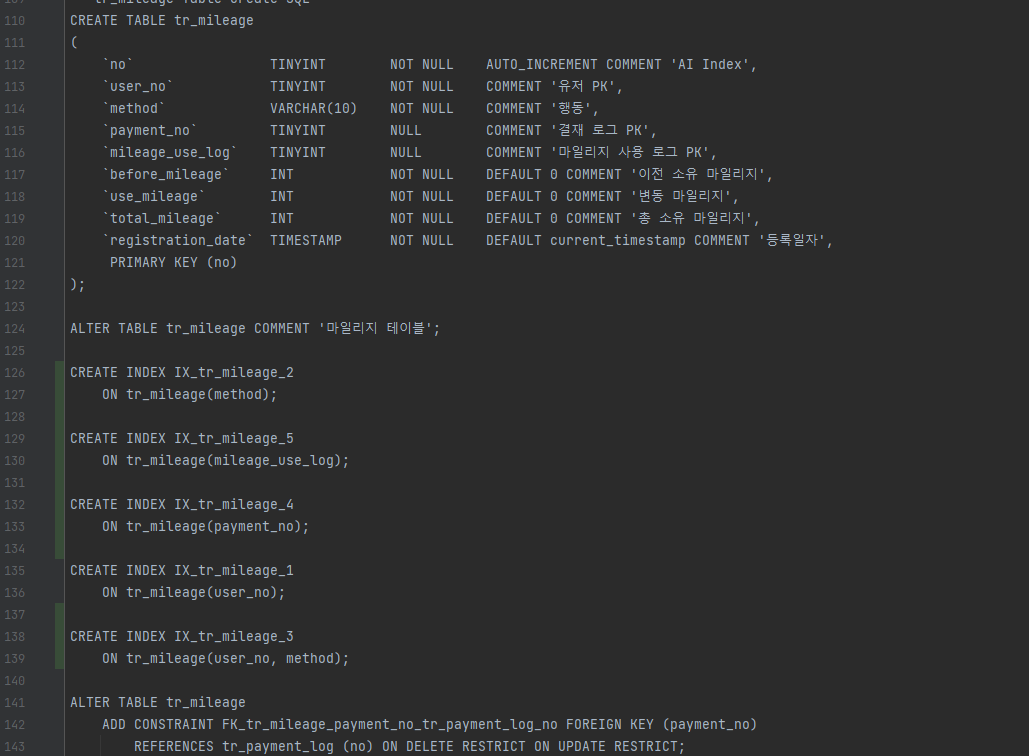 109 -- tr_mileage Table Create SQL
110 CREATE TABLE tr_mileage
111 (
112 `no` TINYINT NOT NULL AUTO_INCREMENT COMMENT 'AI Index',
113 `user_no` TINYINT NOT NULL COMMENT '유저 PK',
114 `method` VARCHAR(10) NOT NULL COMMENT '행동',
115 `payment_no` TINYINT NULL COMMENT '결재 로그 PK',
116 `mileage_use_log` TINYINT NULL COMMENT '마일리지 사용 로그 PK',
117 `before_mileage` INT NOT NULL DEFAULT 0 COMMENT '이전 소유 마일리지',
118 `use_mileage` INT NOT NULL DEFAULT 0 COMMENT '변동 마일리지',
119 `total_mileage` INT NOT NULL DEFAULT 0 COMMENT '총 소유 마일리지',
120 `registration_date` TIMESTAMP NOT NULL DEFAULT current_timestamp COMMENT '등록일자',
121 PRIMARY KEY (no)
122 );
123
124 ALTER TABLE tr_mileage COMMENT '마일리지 테이블';
125
126 CREATE INDEX IX_tr_mileage_2
127 ON tr_mileage(method);
128
129 CREATE INDEX IX_tr_mileage_5
130 ON tr_mileage(mileage_use_log);
131
132 CREATE INDEX IX_tr_mileage_4
133 ON tr_mileage(payment_no);
134
135 CREATE INDEX IX_tr_mileage_1
136 ON tr_mileage(user_no);
137
138 CREATE INDEX IX_tr_mileage_3
139 ON tr_mileage(user_no, method);
140
141 ALTER TABLE tr_mileage
142 ADD CONSTRAINT FK_tr_mileage_payment_no_tr_payment_log_no FOREIGN KEY (payment_no)
143 REFERENCES tr_payment_log (no) ON DELETE RESTRICT ON UPDATE RESTRICT;